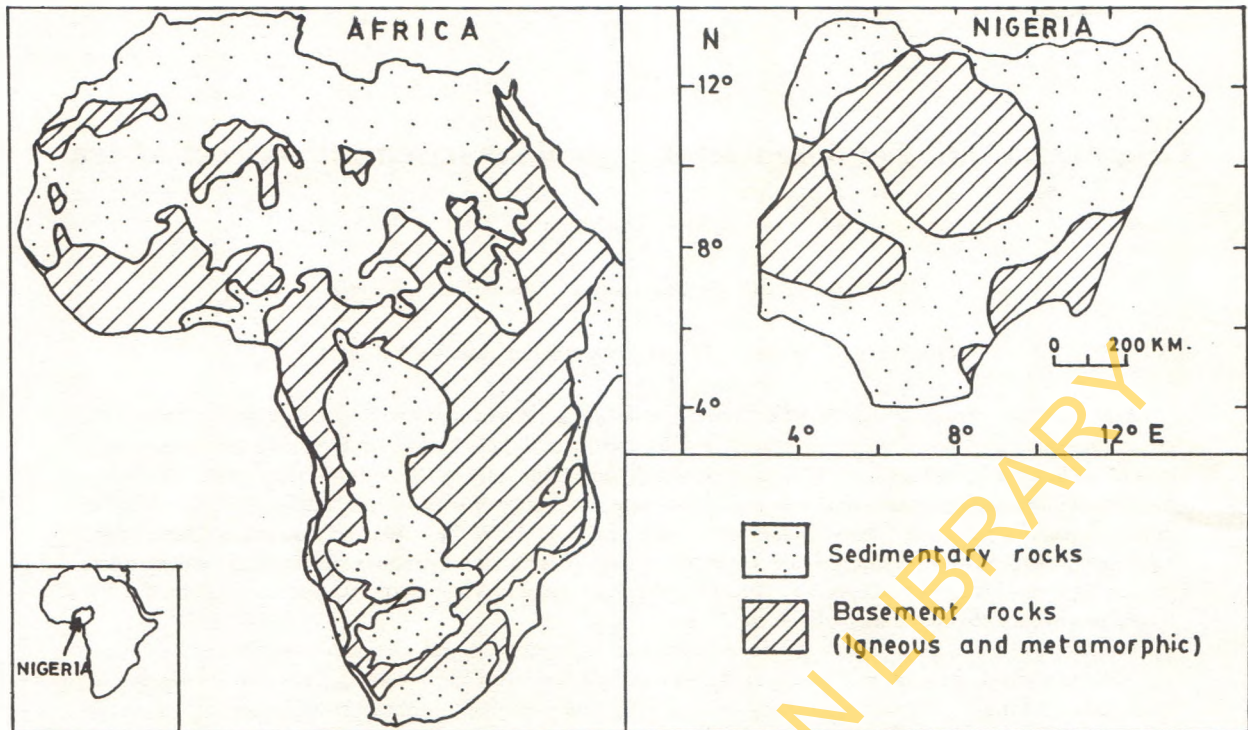 AFRICA
NIGERIA
N
12°
8°
4°
0 200 KM.
4° 8° 12° E
Sedimentary rocks
Basement rocks
(Igneous and metamorphic)
NIGERIA
N LIBRARY